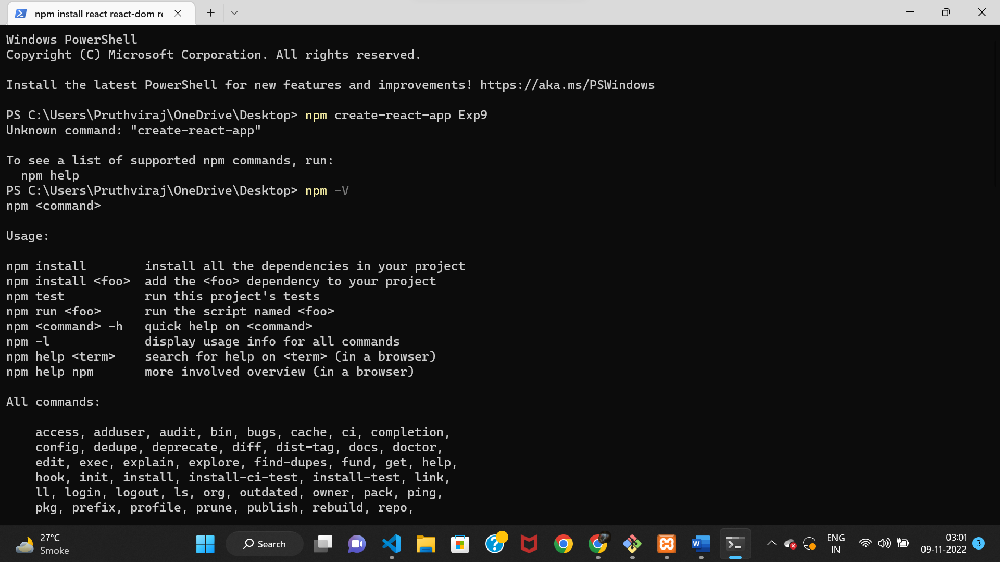 npm install react react-dom re
Windows PowerShell
Copyright (C) Microsoft Corporation. All rights reserved.
Install the latest PowerShell for new features and improvements! https://aka.ms/PSWindows
PS C:\Users\Pruthviraj\OneDrive\Desktop> npm create-react-app Exp9
Unknown command: "create-react-app"
To see a list of supported npm commands, run:
  npm help
PS C:\Users\Pruthviraj\OneDrive\Desktop> npm -V
npm <command>
Usage:
npm install        install all the dependencies in your project
npm install <foo>  add the <foo> dependency to your project
npm test           run this project's tests
npm run <foo>      run the script named <foo>
npm <command> -h   quick help on <command>
npm -l             display usage info for all commands
npm help <term>    search for help on <term> (in a browser)
npm help npm       more involved overview (in a browser)
All commands:
    access, adduser, audit, bin, bugs, cache, ci, completion,
    config, dedupe, deprecate, diff, dist-tag, docs, doctor,
    edit, exec, explain, explore, find-dupes, fund, get, help,
    hook, init, install, install-ci-test, install-test, link,
    ll, login, logout, ls, org, outdated, owner, pack, ping,
    pkg, prefix, profile, prune, publish, rebuild, repo,
27°C
Smoke
Search
ENG
IN
03:01
09-11-2022
3